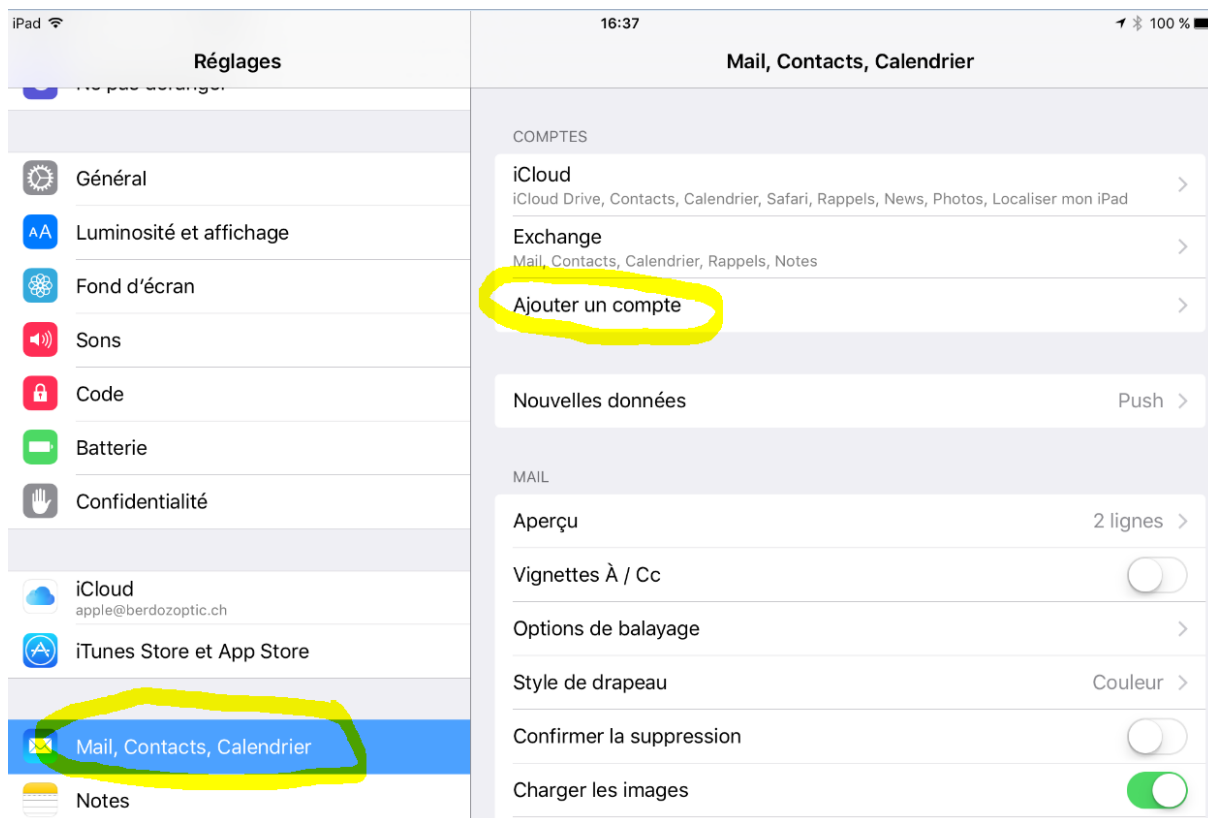 iPad
16:37
100 %
Réglages
Mail, Contacts, Calendrier
Ne pas déranger
Général
Luminosité et affichage
Fond d'écran
Sons
Code
Batterie
Confidentialité
iCloud
apple@berdozoptic.ch
iTunes Store et App Store
Mail, Contacts, Calendrier
Notes
COMPTES
iCloud
iCloud Drive, Contacts, Calendrier, Safari, Rappels, News, Photos, Localiser mon iPad
Exchange
Mail, Contacts, Calendrier, Rappels, Notes
Ajouter un compte
Nouvelles données Push
MAIL
Aperçu 2 lignes
Vignettes À / Cc
Options de balayage
Style de drapeau Couleur
Confirmer la suppression
Charger les images